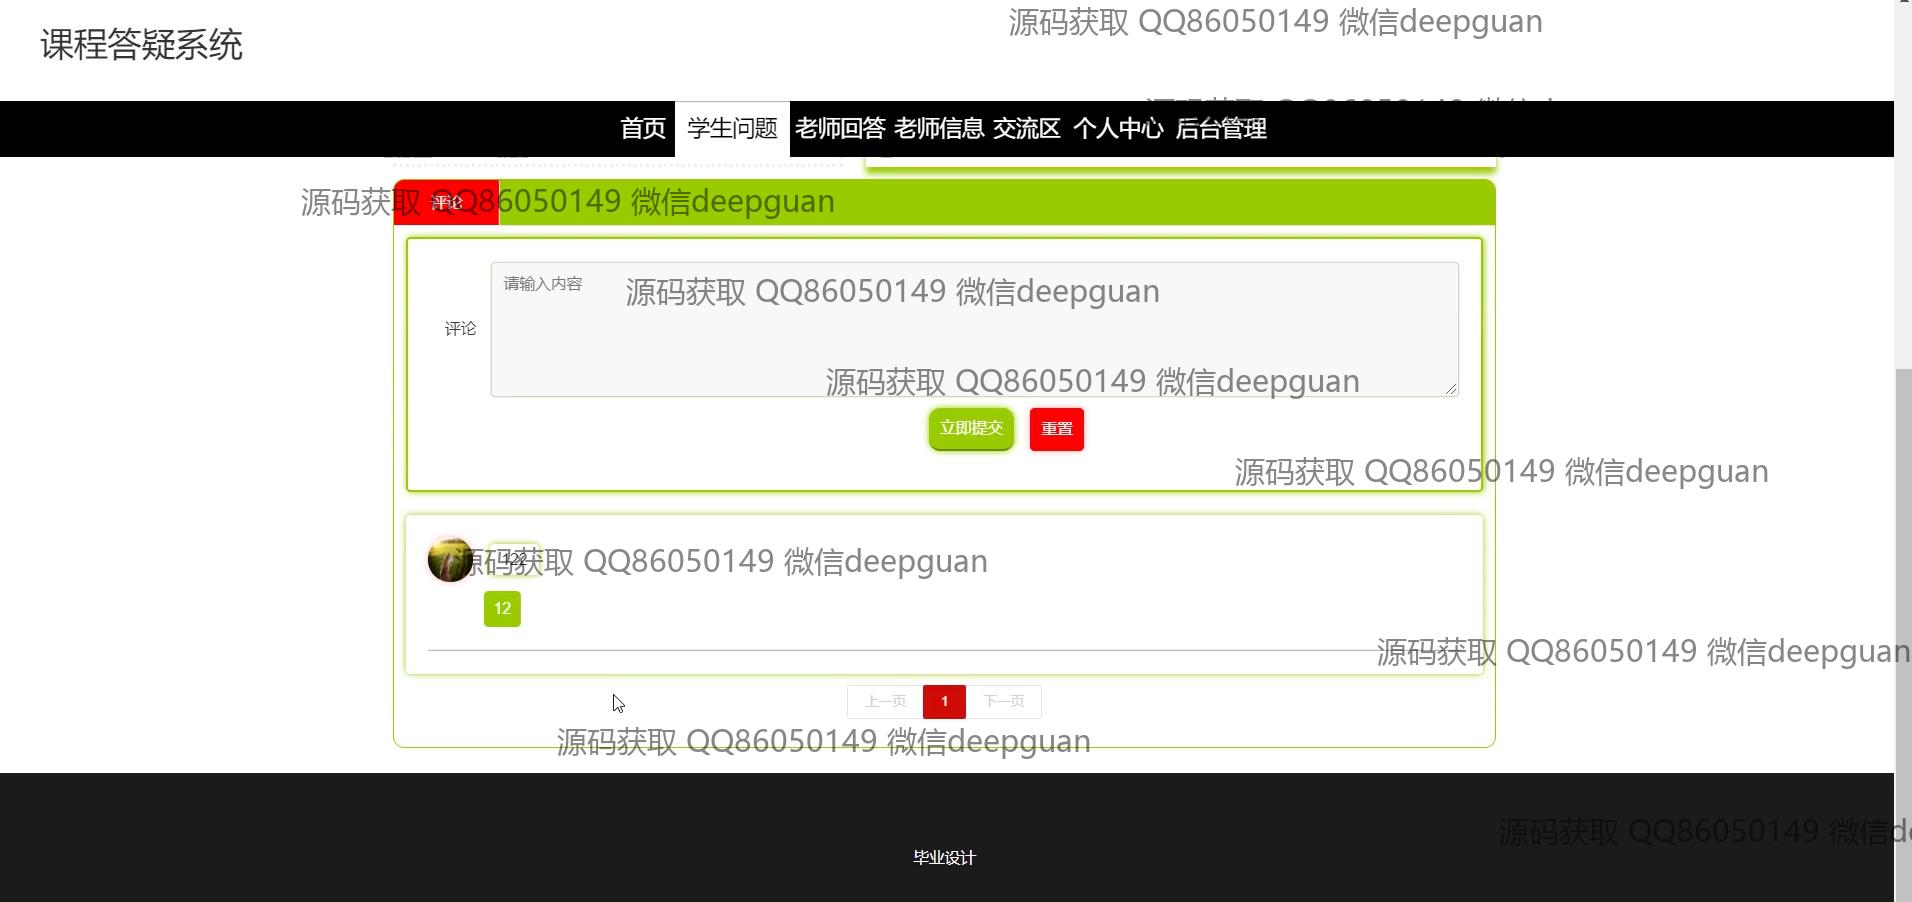 源码获取 QQ86050149 微信deepguan
课程答疑系统
首页 学生问题 老师回答 老师信息 交流区 个人中心 后台管理
评论
源码获取 QQ86050149 微信deepguan
请输入内容
源码获取 QQ86050149 微信deepguan
评论
源码获取 QQ86050149 微信deepguan
立即提交 重置
源码获取 QQ86050149 微信deepguan
122
源码获取 QQ86050149 微信deepguan
12
源码获取 QQ86050149 微信deepguan
上一页 1 下一页
源码获取 QQ86050149 微信deepguan
源码获取 QQ86050149 微信de
毕业设计